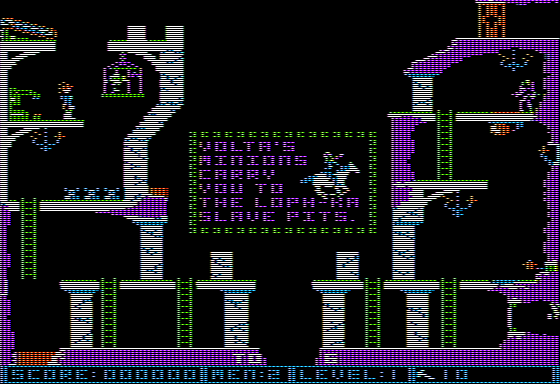 VOLTA'S
MINIONS
CARRY
YOU TO
THE LOPH-KA
SLAVE PITS.
SCORE:000000 MEN:2 LEVEL:1 10